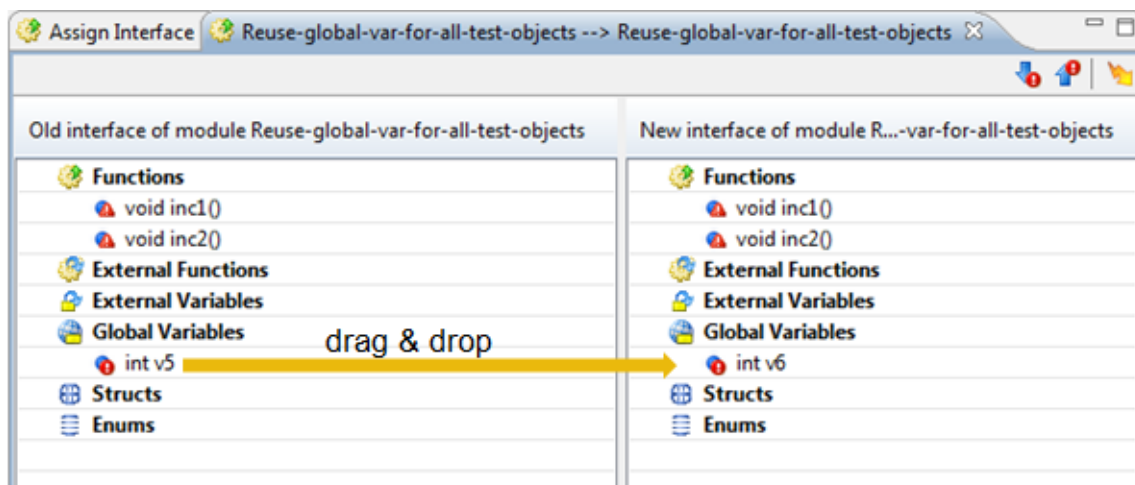 Assign Interface Reuse-global-var-for-all-test-objects --> Reuse-global-var-for-all-test-objects
Old interface of module Reuse-global-var-for-all-test-objects
Functions
void inc1()
void inc2()
External Functions
External Variables
Global Variables
int v5
Structs
Enums
drag & drop
New interface of module R...-var-for-all-test-objects
Functions
void inc1()
void inc2()
External Functions
External Variables
Global Variables
int v6
Structs
Enums